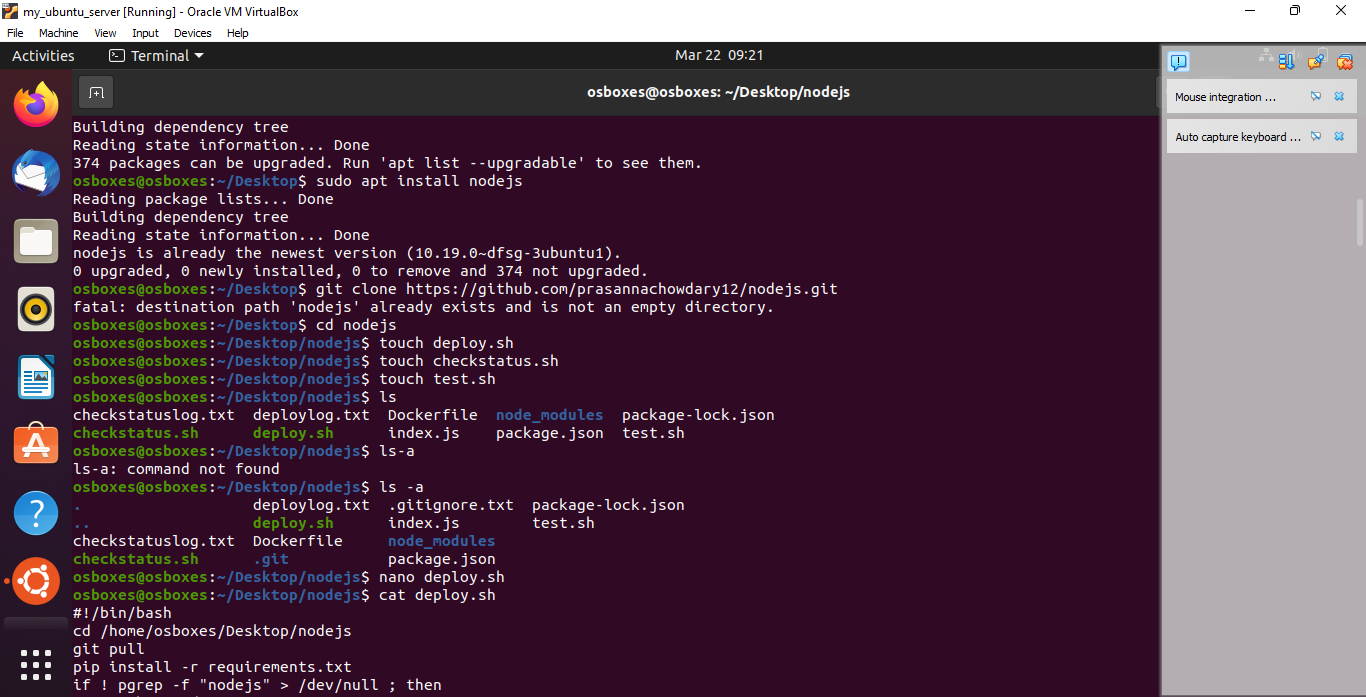 my_ubuntu_server [Running] - Oracle VM VirtualBox
File Machine View Input Devices Help
Activities Terminal Mar 22 09:21
osboxes@osboxes: ~/Desktop/nodejs
Mouse integration ...
Auto capture keyboard ...
Building dependency tree
Reading state information... Done
374 packages can be upgraded. Run 'apt list --upgradable' to see them.
osboxes@osboxes:~/Desktop$ sudo apt install nodejs
Reading package lists... Done
Building dependency tree
Reading state information... Done
nodejs is already the newest version (10.19.0~dfsg-3ubuntu1).
0 upgraded, 0 newly installed, 0 to remove and 374 not upgraded.
osboxes@osboxes:~/Desktop$ git clone https://github.com/prasannachowdary12/nodejs.git
fatal: destination path 'nodejs' already exists and is not an empty directory.
osboxes@osboxes:~/Desktop$ cd nodejs
osboxes@osboxes:~/Desktop/nodejs$ touch deploy.sh
osboxes@osboxes:~/Desktop/nodejs$ touch checkstatus.sh
osboxes@osboxes:~/Desktop/nodejs$ touch test.sh
osboxes@osboxes:~/Desktop/nodejs$ ls
checkstatuslog.txt deploylog.txt Dockerfile node_modules package-lock.json
checkstatus.sh deploy.sh index.js package.json test.sh
osboxes@osboxes:~/Desktop/nodejs$ ls-a
ls-a: command not found
osboxes@osboxes:~/Desktop/nodejs$ ls -a
. deploylog.txt .gitignore.txt package-lock.json
.. deploy.sh index.js test.sh
checkstatuslog.txt Dockerfile node_modules
checkstatus.sh .git package.json
osboxes@osboxes:~/Desktop/nodejs$ nano deploy.sh
osboxes@osboxes:~/Desktop/nodejs$ cat deploy.sh
#!/bin/bash
cd /home/osboxes/Desktop/nodejs
git pull
pip install -r requirements.txt
if ! pgrep -f "nodejs" > /dev/null ; then